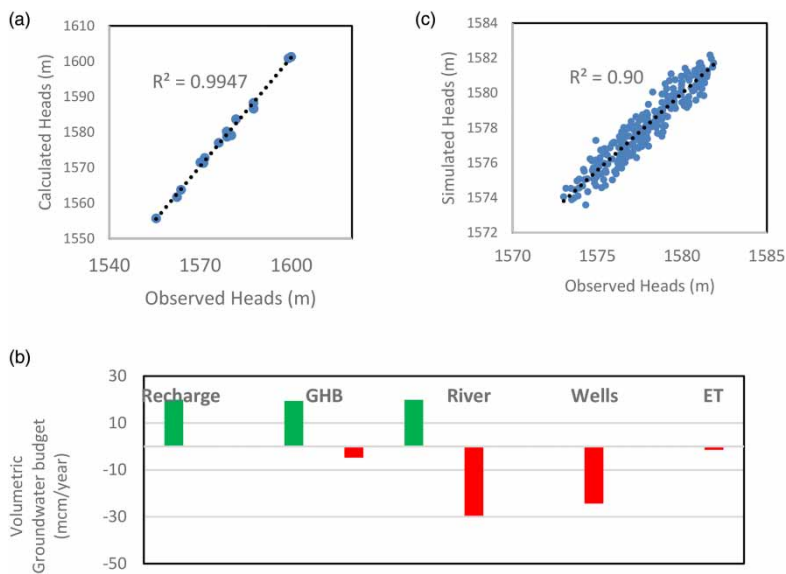 (a)
1610
1600
1590
1580
1570
1560
1550
Calculated Heads (m)
R² = 0.9947
1540 1570 1600
Observed Heads (m)
(c)
1584
1582
1580
1578
1576
1574
1572
Simulated Heads (m)
R² = 0.90
1570 1575 1580 1585
Observed Heads (m)
(b)
30
10
-10
-30
-50
Volumetric
Groundwater budget
(mcm/year)
Recharge GHB River Wells ET